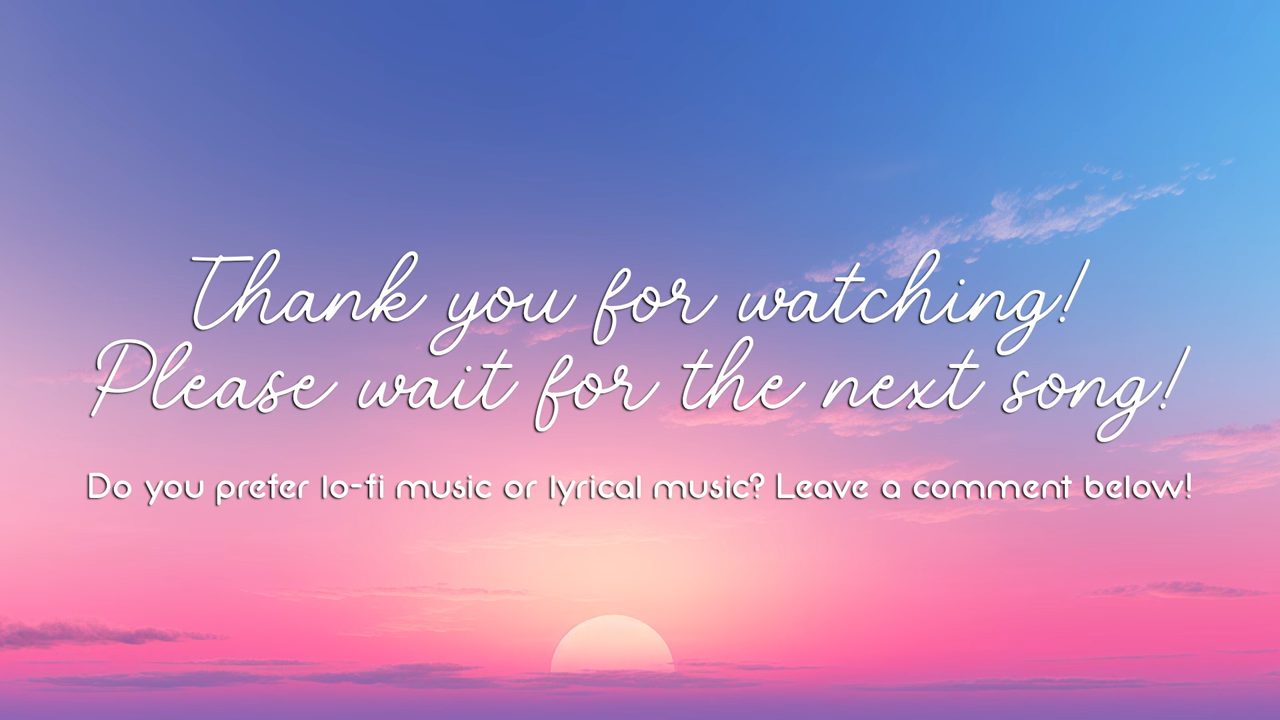 Thank you for watching!
Please wait for the next song!
Do you prefer lo-fi music or lyrical music? Leave a comment below!